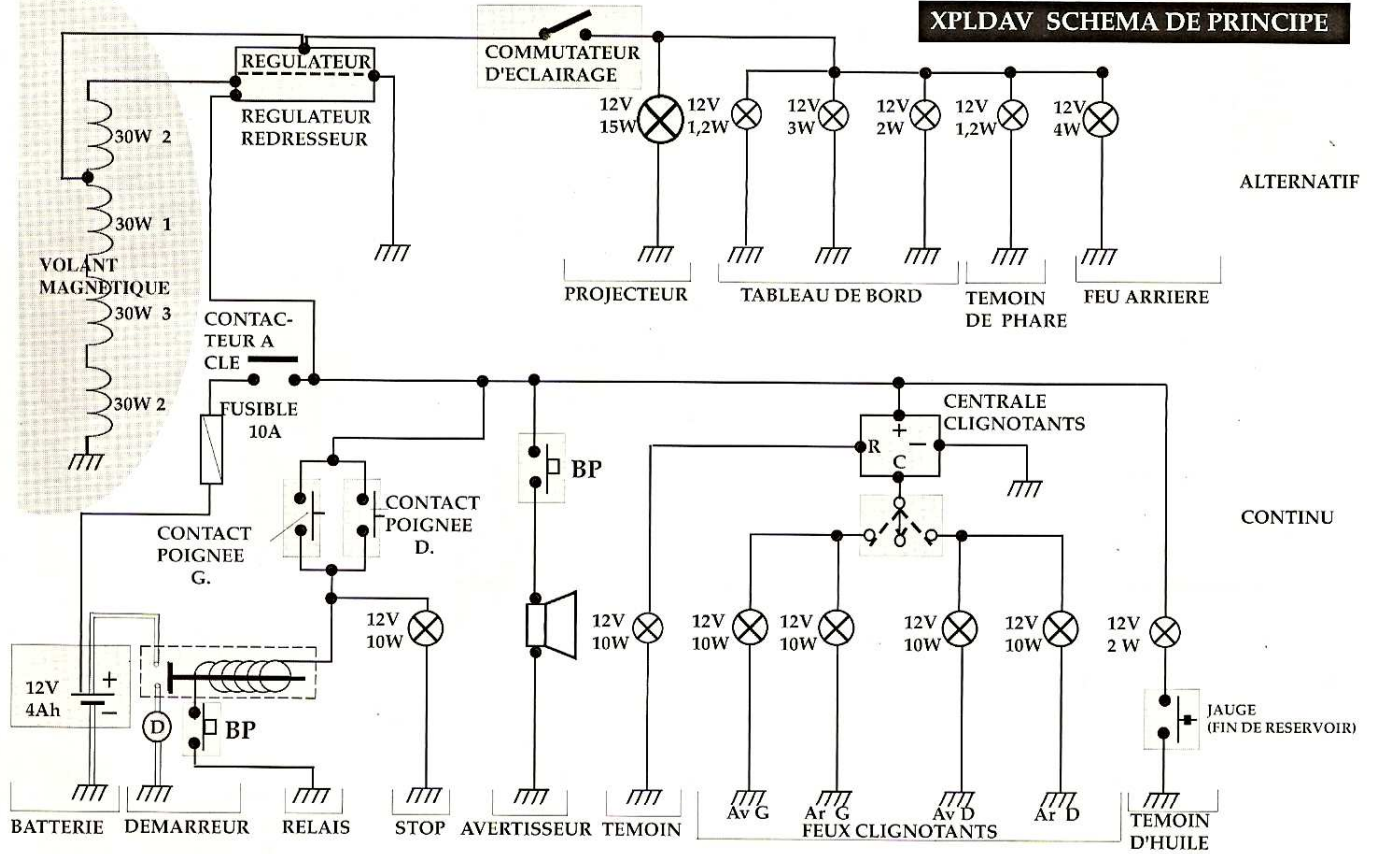 XPLDAV SCHEMA DE PRINCIPE
REGULATEUR
REGULATEUR
REDRESSEUR
COMMUTATEUR
D'ECLAIRAGE
30W 2
30W 1
VOLANT
MAGNETIQUE
30W 3
30W 2
12V
15W
12V
1,2W
12V
3W
12V
2W
12V
1,2W
12V
4W
ALTERNATIF
PROJECTEUR
TABLEAU DE BORD
TEMOIN
DE PHARE
FEU ARRIERE
CONTAC-
TEUR A
CLE
FUSIBLE
10A
CENTRALE
CLIGNOTANTS
+
−
R
C
BP
CONTACT
POIGNEE
G.
CONTACT
POIGNEE
D.
CONTINU
12V
10W
12V
10W
12V
10W
12V
10W
12V
10W
12V
10W
12V
2 W
12V
4Ah
+
−
D
BP
JAUGE
(FIN DE RESERVOIR)
BATTERIE
DEMARREUR
RELAIS
STOP
AVERTISSEUR
TEMOIN
Av G
Ar G
Av D
Ar D
FEUX CLIGNOTANTS
TEMOIN
D'HUILE